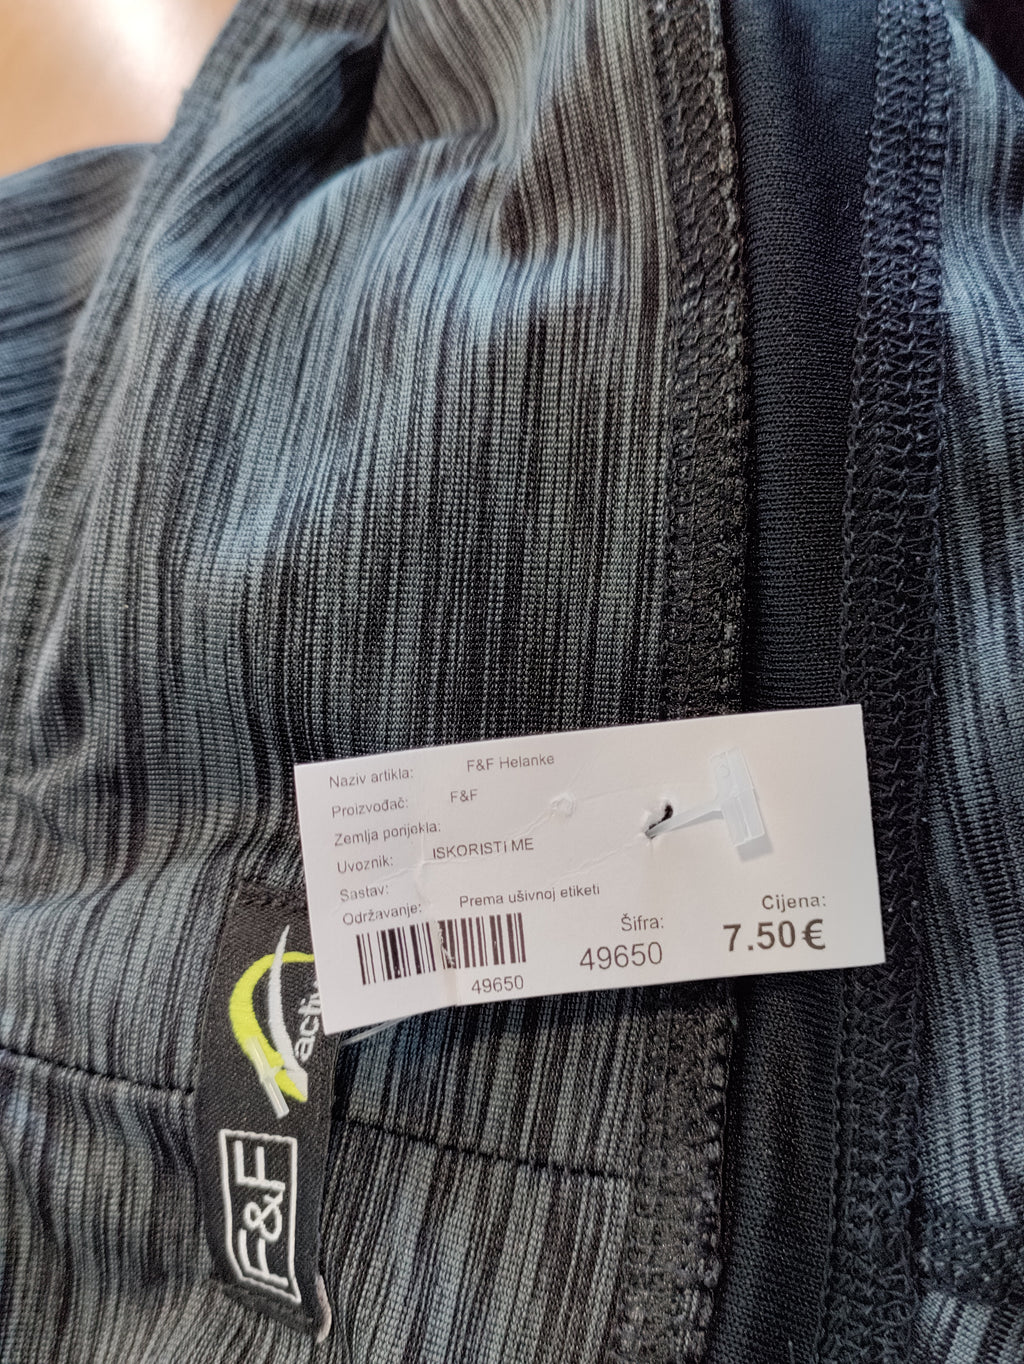 Naziv artikla: F&F Helanke
Proizvođač: F&F
Zemlja porijekla:
Uvoznik: ISKORISTI ME
Sastav:
Održavanje: Prema ušivnoj etiketi
49650
Šifra:
49650
Cijena:
7.50€
active
F&F